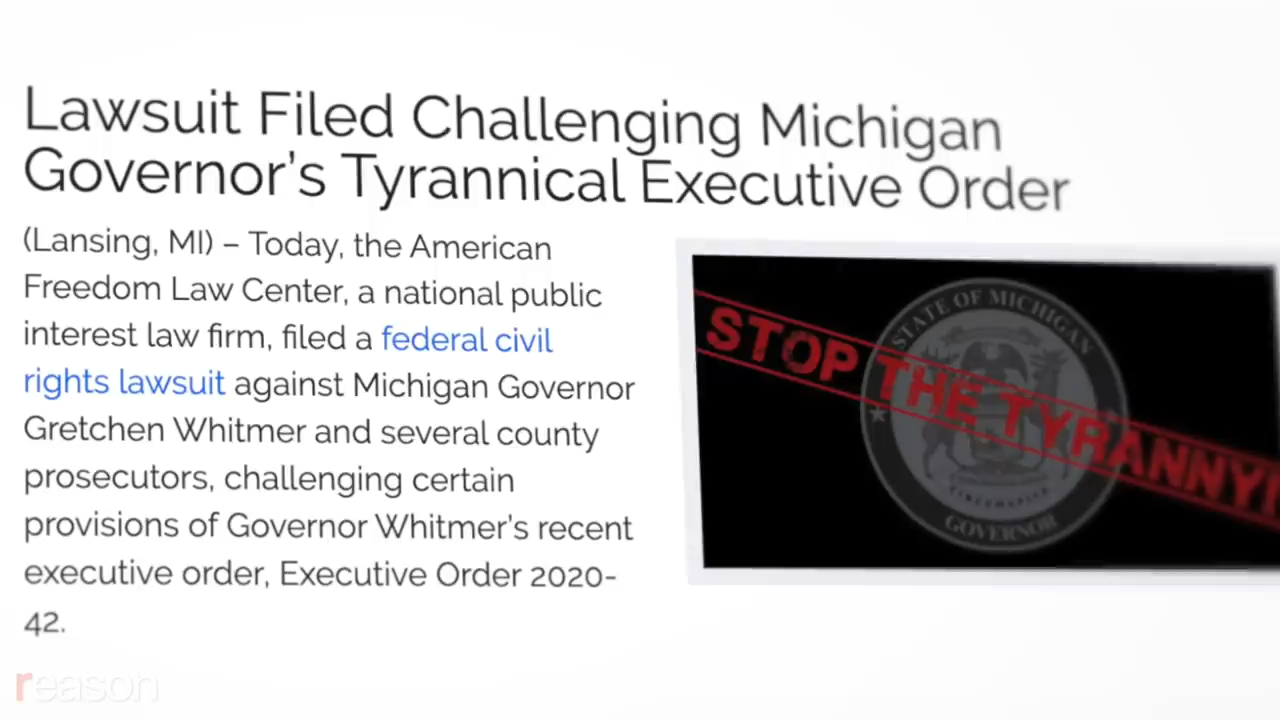 Lawsuit Filed Challenging Michigan
Governor's Tyrannical Executive Order
(Lansing, MI) – Today, the American
Freedom Law Center, a national public
interest law firm, filed a federal civil
rights lawsuit against Michigan Governor
Gretchen Whitmer and several county
prosecutors, challenging certain
provisions of Governor Whitmer's recent
executive order, Executive Order 2020-
42.
STATE OF MICHIGAN
STOP THE TYRANNY!
GOVERNOR
reason